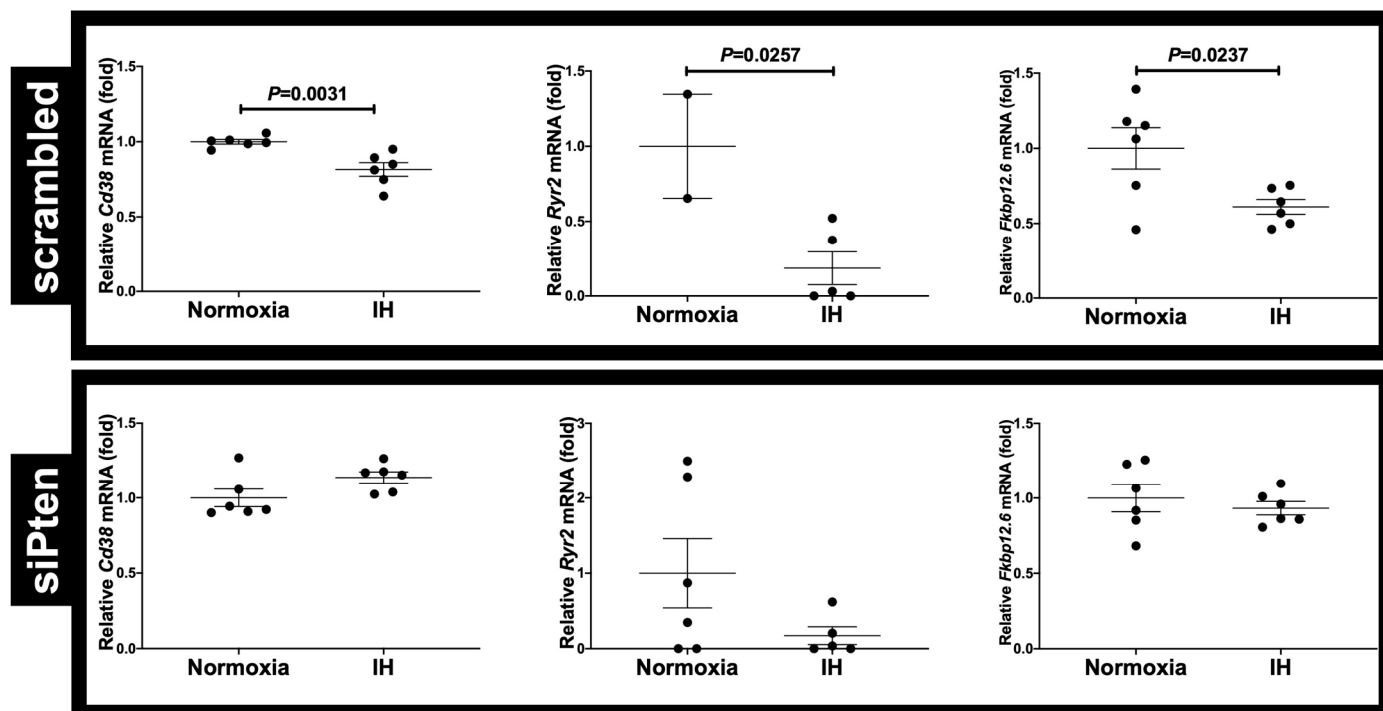 scrambled
Relative Cd38 mRNA (fold)
1.5
1.0
0.5
0.0
P=0.0031
Normoxia IH
Relative Ryr2 mRNA (fold)
1.5
1.0
0.5
0.0
P=0.0257
Normoxia IH
Relative Fkbp12.6 mRNA (fold)
1.5
1.0
0.5
0.0
P=0.0237
Normoxia IH
siPten
Relative Cd38 mRNA (fold)
1.5
1.0
0.5
0.0
Normoxia IH
Relative Ryr2 mRNA (fold)
3
2
1
0
Normoxia IH
Relative Fkbp12.6 mRNA (fold)
1.5
1.0
0.5
0.0
Normoxia IH